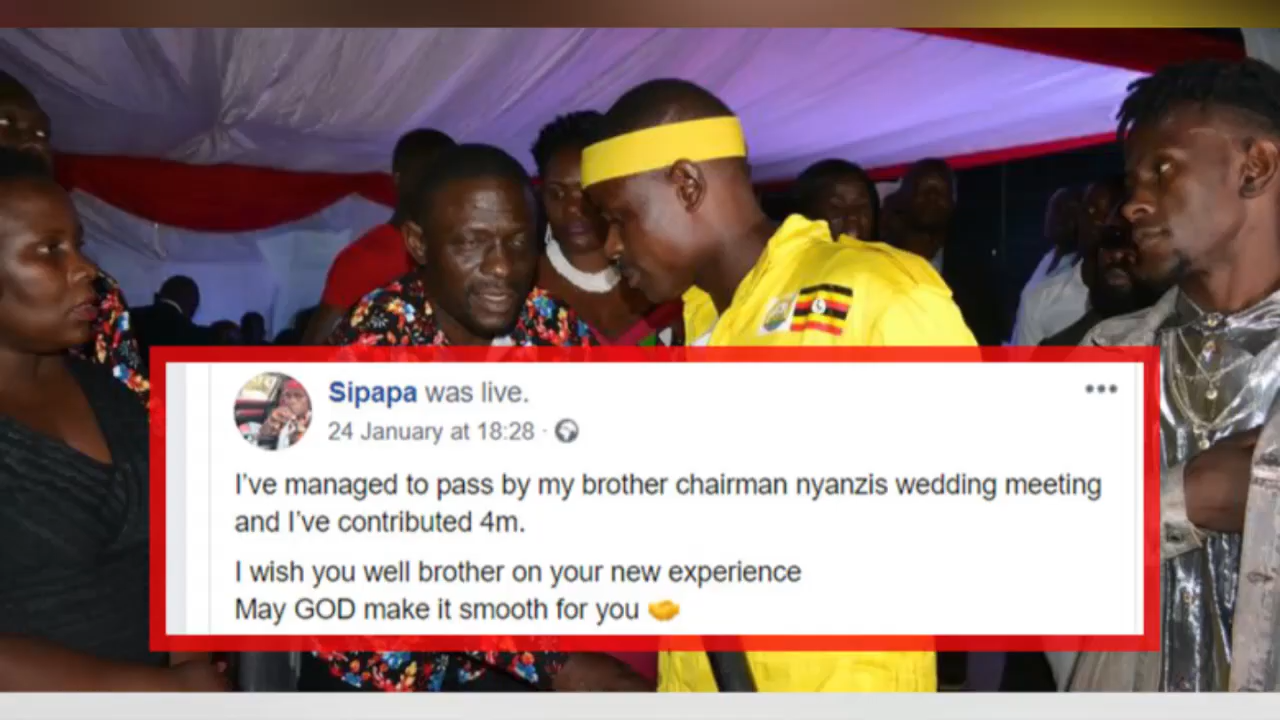 Sipapa was live.
24 January at 18:28 ·
I've managed to pass by my brother chairman nyanzis wedding meeting
and I've contributed 4m.
I wish you well brother on your new experience
May GOD make it smooth for you 🤝